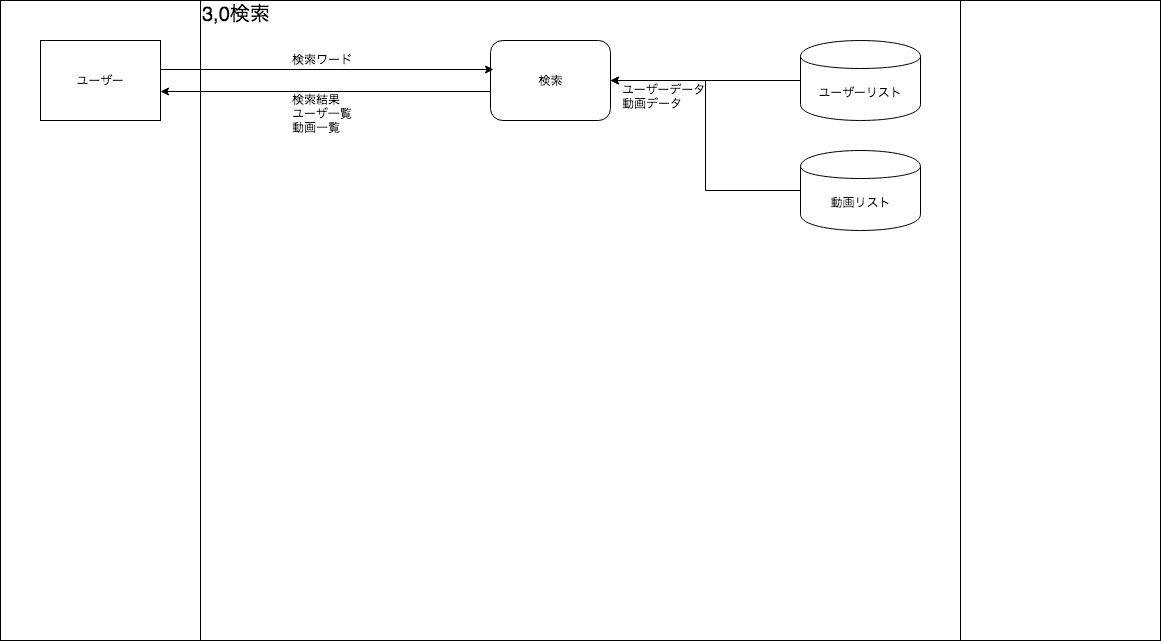 3,0検索
ユーザー
検索ワード
検索結果
ユーザ一覧
動画一覧
検索
ユーザーデータ
動画データ
ユーザーリスト
動画リスト